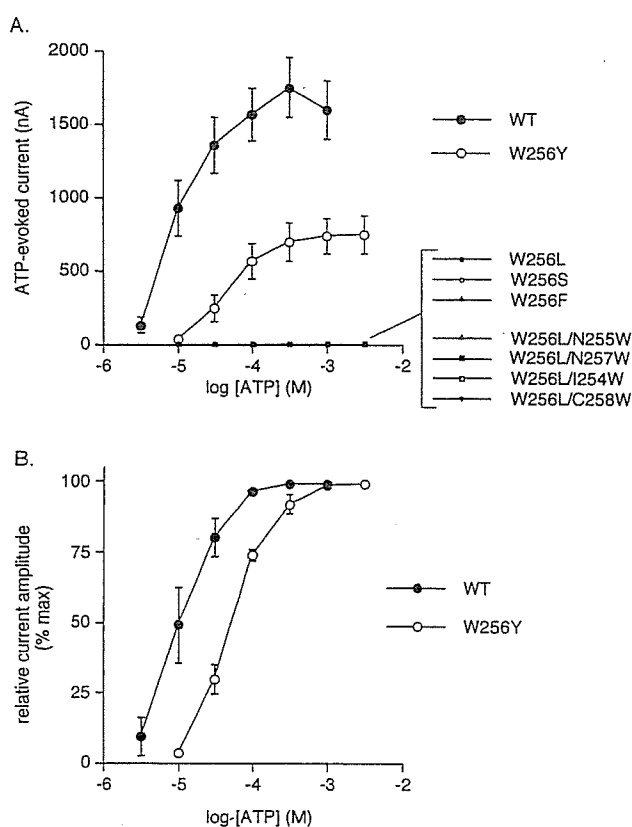 A.
2000
1500
1000
500
0
ATP-evoked current (nA)
-6
-5
-4
-3
-2
log [ATP] (M)
WT
W256Y
W256L
W256S
W256F
W256L/N255W
W256L/N257W
W256L/I254W
W256L/C258W
B.
100
75
50
25
0
relative current amplitude
(% max)
-6
-5
-4
-3
-2
log-[ATP] (M)
WT
W256Y